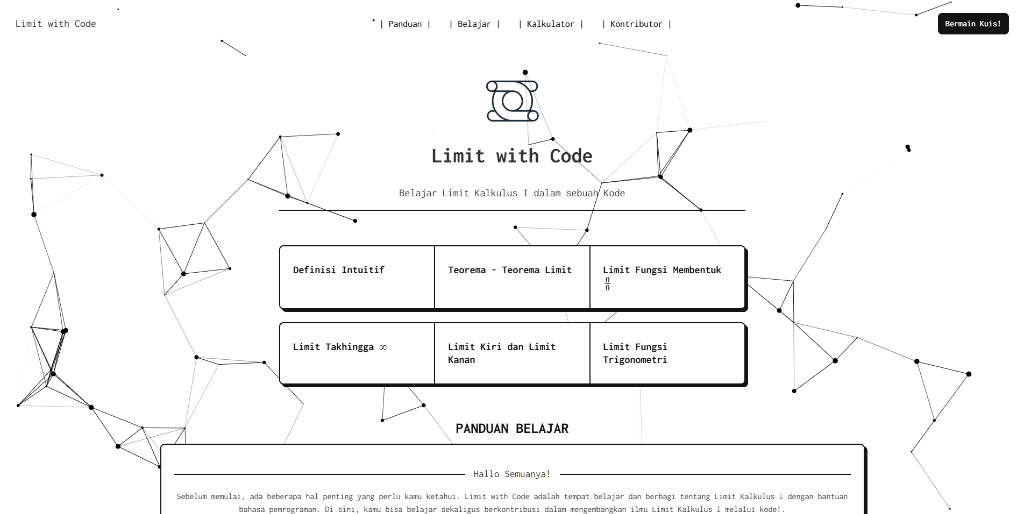 Limit with Code
| Panduan | | Belajar | | Kalkulator | | Kontributor |
Bermain Kuis!
Limit with Code
Belajar Limit Kalkulus I dalam sebuah Kode
Definisi Intuitif
Teorema - Teorema Limit
Limit Fungsi Membentuk
0
0
Limit Takhingga ∞
Limit Kiri dan Limit
Kanan
Limit Fungsi
Trigonometri
PANDUAN BELAJAR
Hallo Semuanya!
Sebelum memulai, ada beberapa hal penting yang perlu kamu ketahui. Limit with Code adalah tempat belajar dan berbagi tentang Limit Kalkulus I dengan bantuan
bahasa pemrograman. Di sini, kamu bisa belajar sekaligus berkontribusi dalam mengembangkan ilmu Limit Kalkulus I melalui kode!.